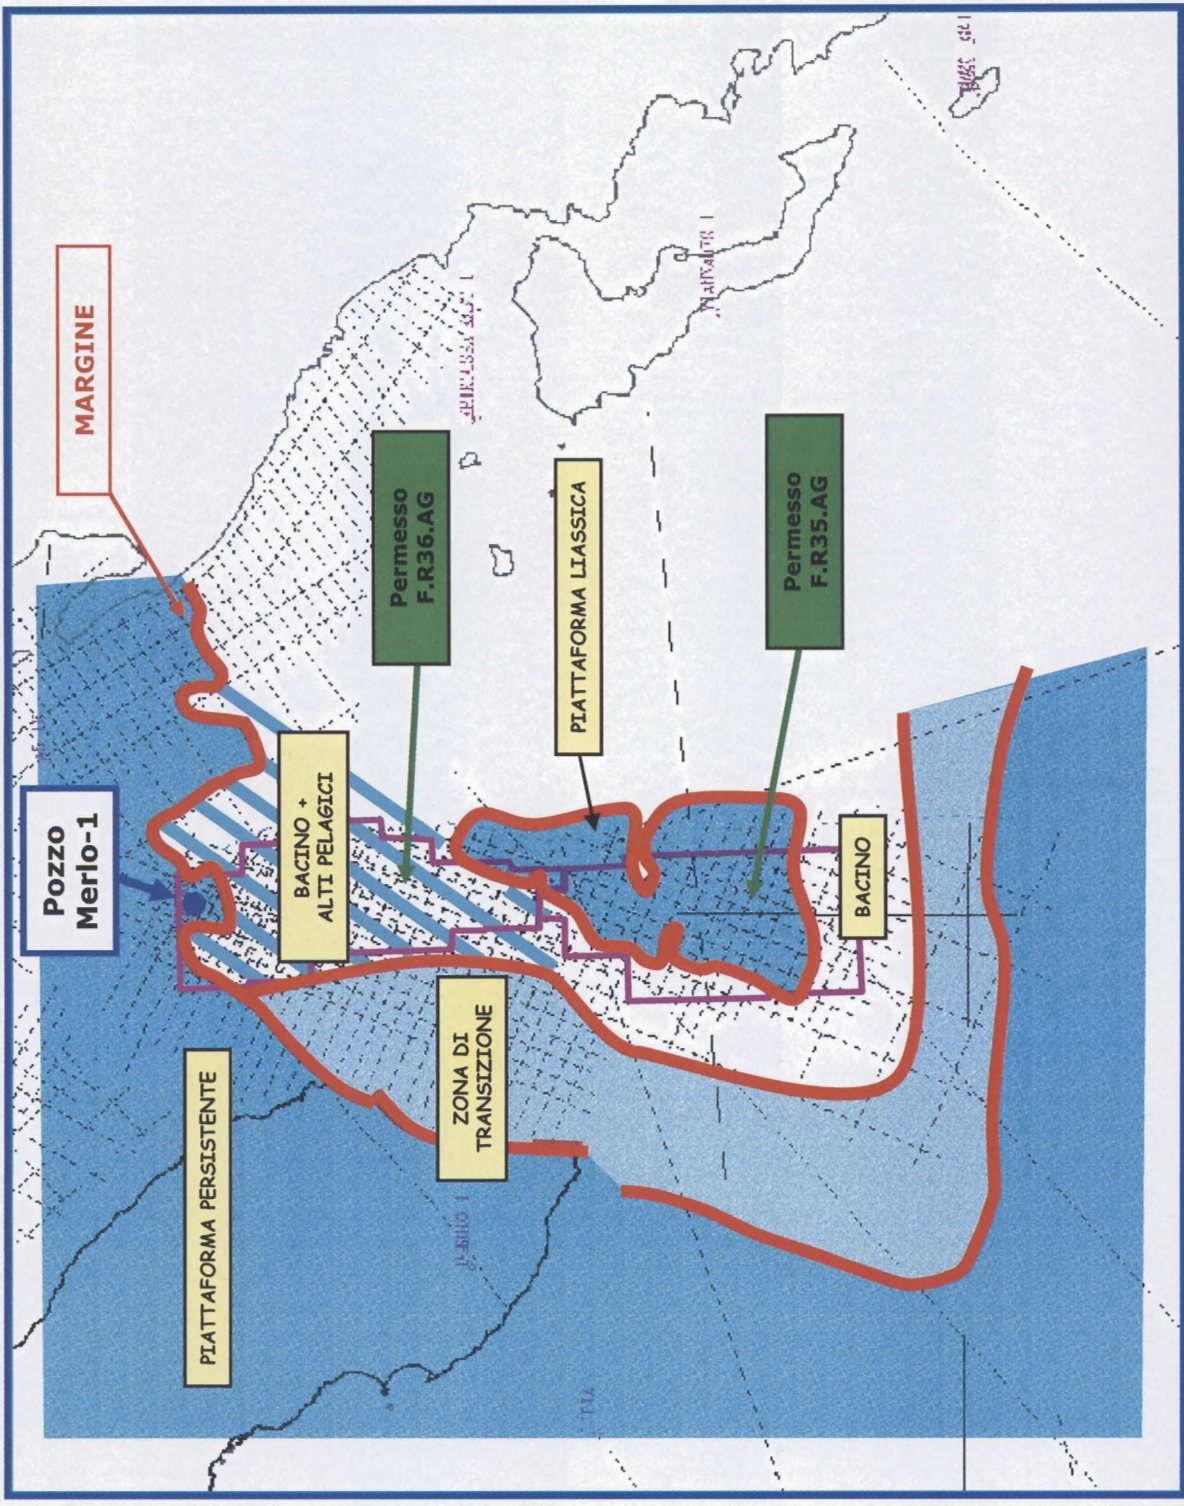 Pozzo
Merlo-1
MARGINE
PIATTAFORMA PERSISTENTE
BACINO +
ALTI PELAGICI
Permesso
F.R36.AG
ZONA DI
TRANSIZIONE
PIATTAFORMA LIASSICA
Permesso
F.R35.AG
BACINO